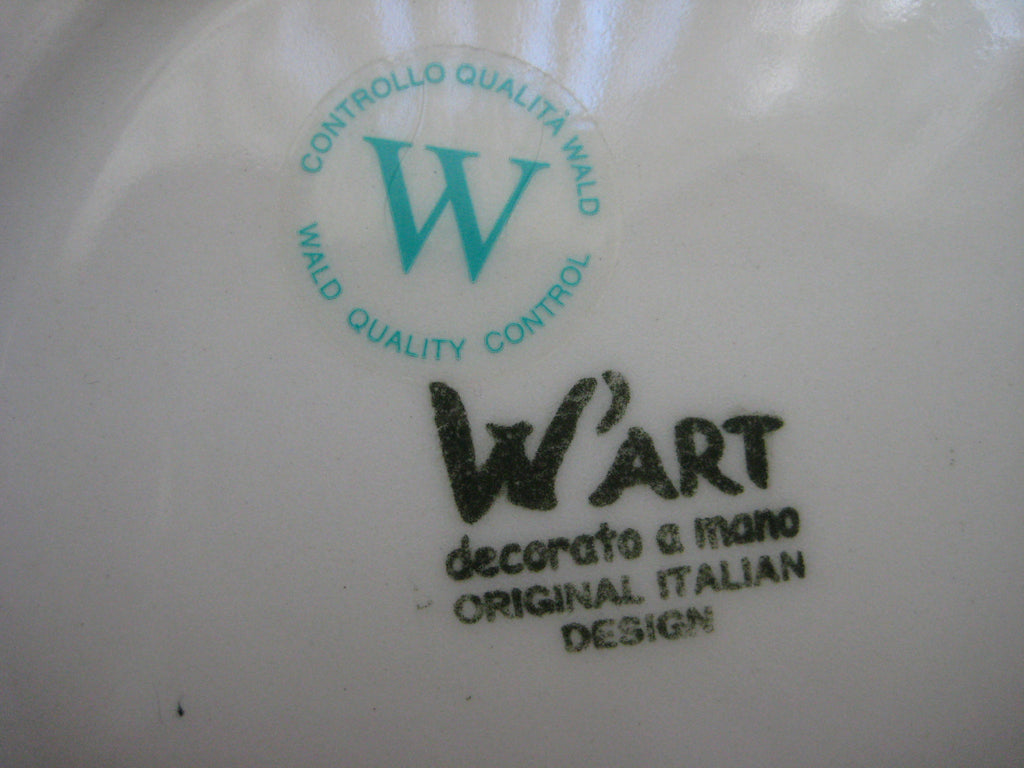 CONTROLLO QUALITÀ WALD
W
WALD QUALITY CONTROL
W'ART
decorato a mano
ORIGINAL ITALIAN
DESIGN